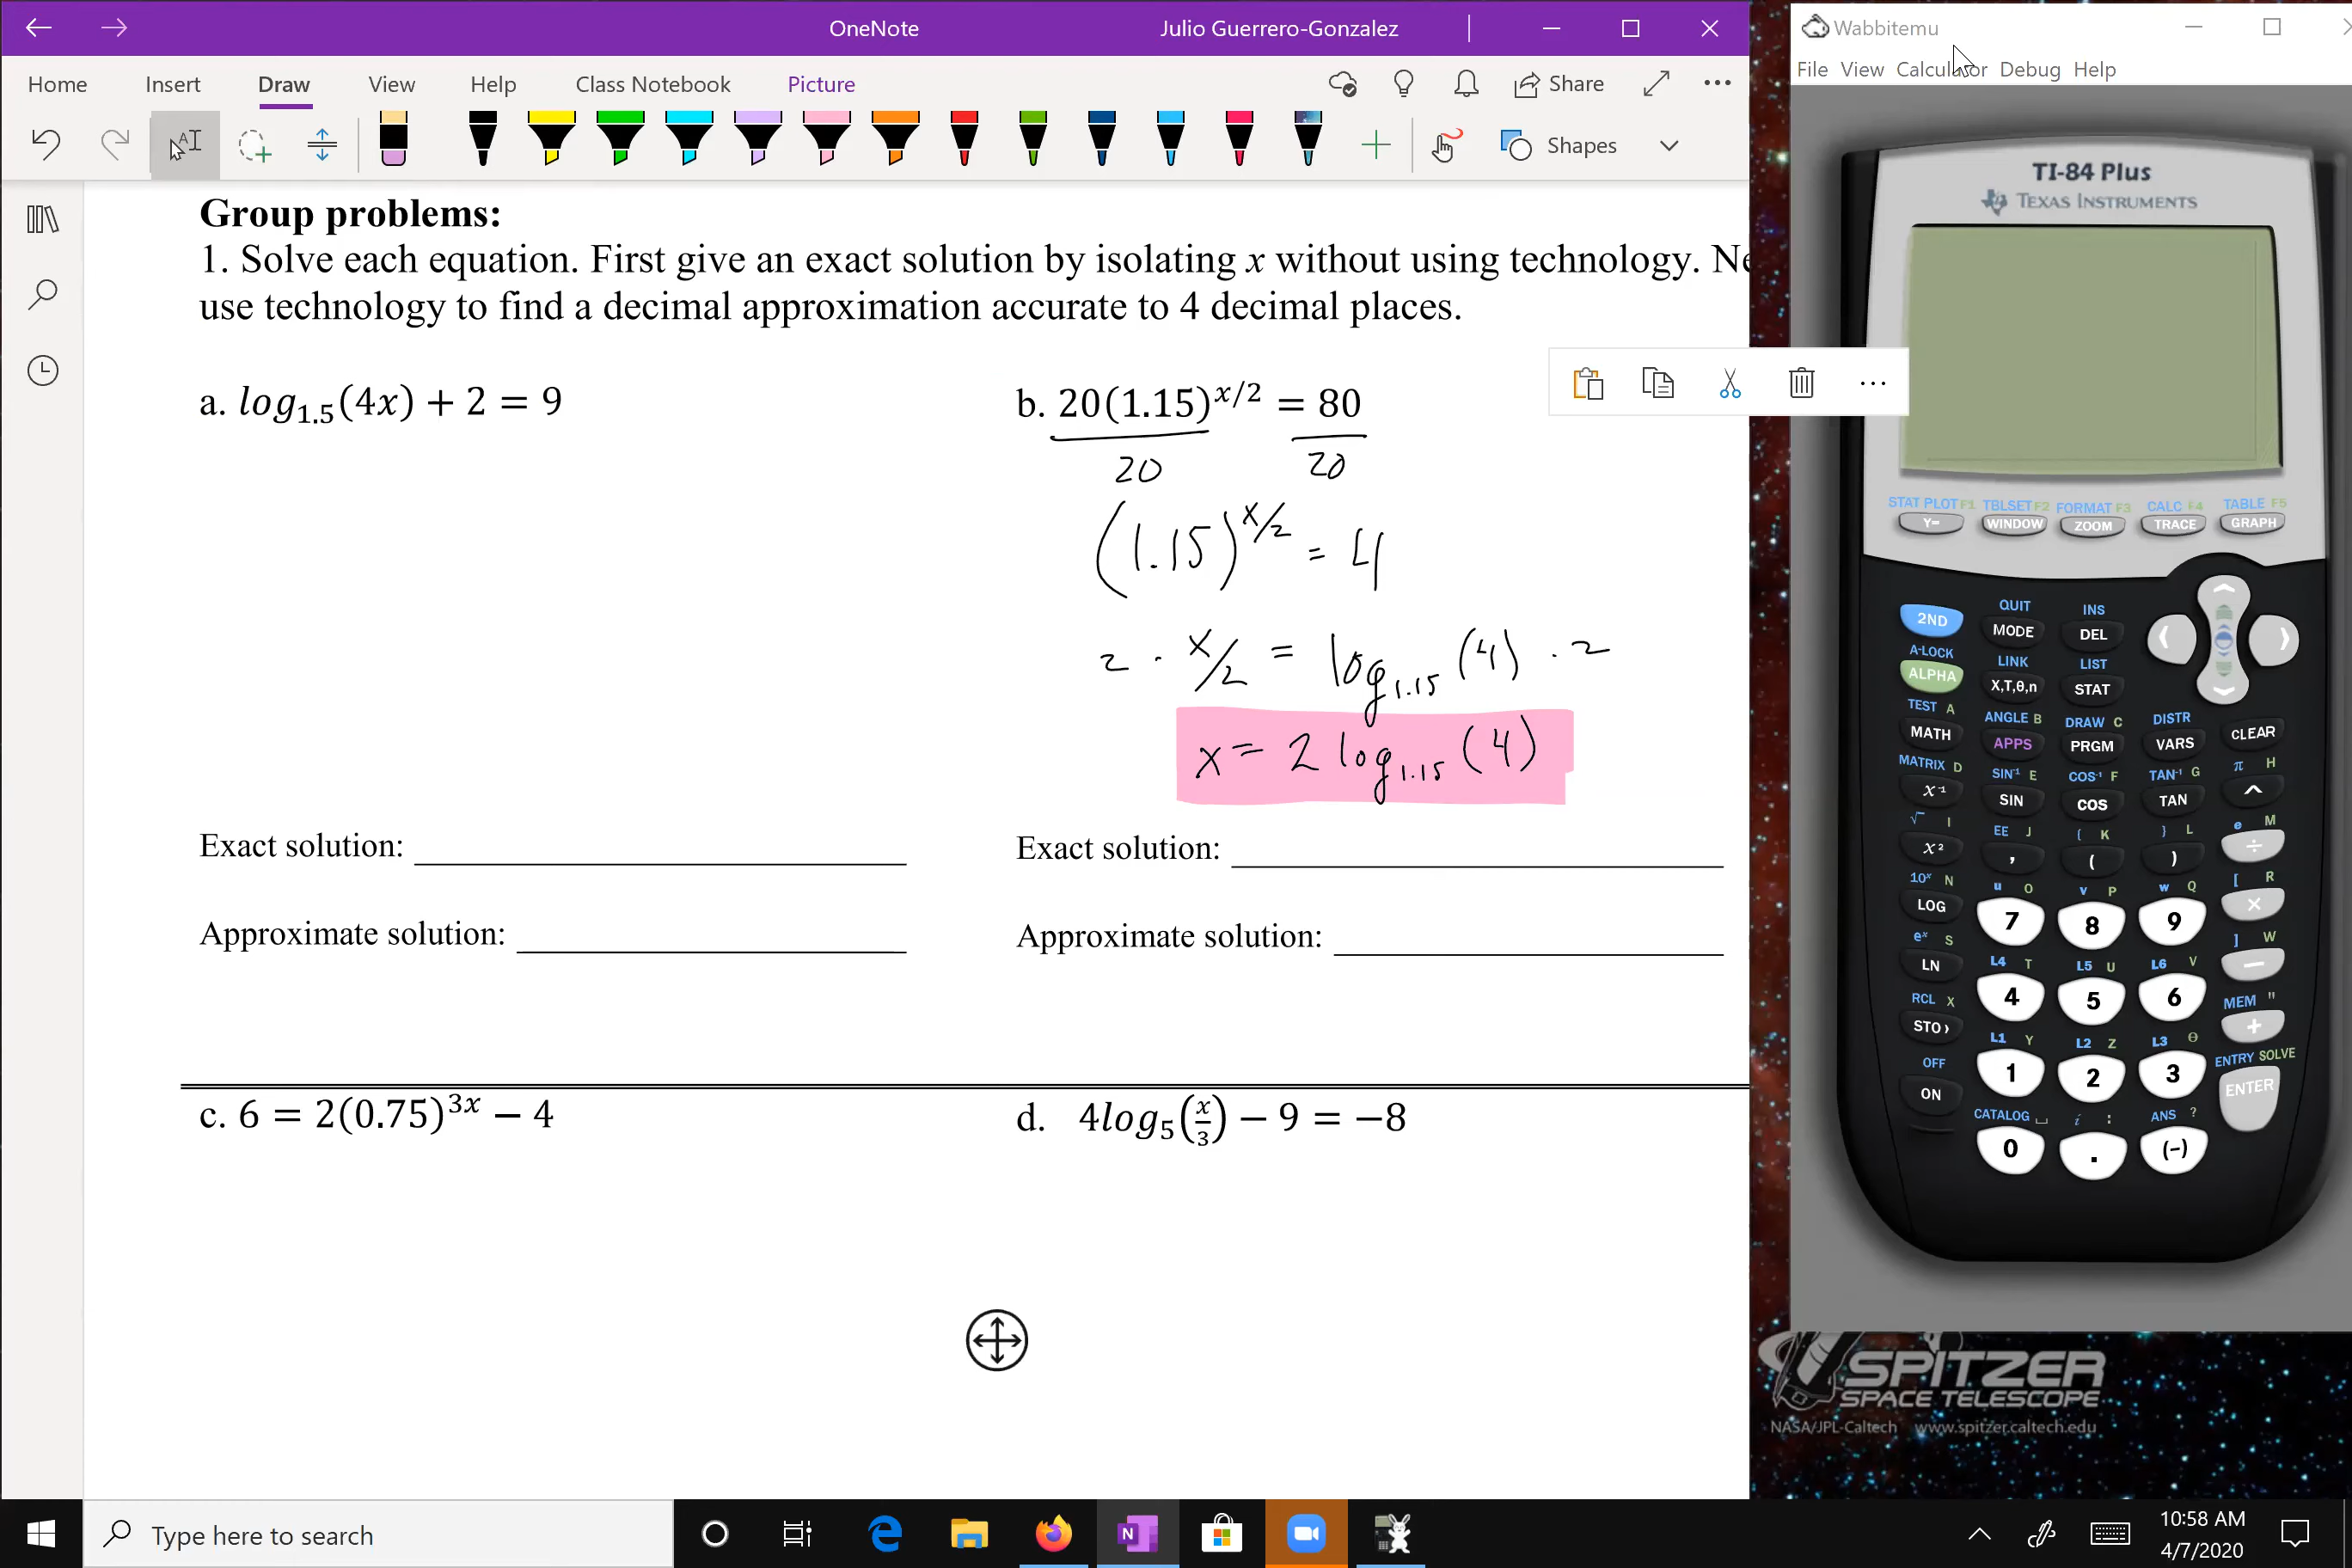 OneNote
Julio Guerrero-Gonzalez
Home Insert Draw View Help Class Notebook Picture
Share
Shapes
Group problems:
1. Solve each equation. First give an exact solution by isolating x without using technology. Ne
use technology to find a decimal approximation accurate to 4 decimal places.
a. log₁.₅(4x) + 2 = 9
b. 20(1.15)^{x/2} = 80
20 20
(1.15)^{x/2} = 4
2 · x/2 = log_{1.15} (4) · 2
x = 2 log_{1.15} (4)
Exact solution:
Exact solution:
Approximate solution:
Approximate solution:
c. 6 = 2(0.75)^{3x} − 4
d. 4log₅(x/3) − 9 = −8
Wabbitemu
File View Calculator Debug Help
TI-84 Plus
TEXAS INSTRUMENTS
STAT PLOT F1 TBLSET F2 FORMAT F3 CALC F4 TABLE F5
Y= WINDOW ZOOM TRACE GRAPH
QUIT INS
2ND MODE DEL
A-LOCK LINK LIST
ALPHA X,T,θ,n STAT
TEST A ANGLE B DRAW C DISTR
MATH APPS PRGM VARS CLEAR
MATRIX D SIN⁻¹ E COS⁻¹ F TAN⁻¹ G π H
x⁻¹ SIN COS TAN ^
√ I EE J { K } L e M
x² , ( ) ÷
10ˣ N u O v P w Q [ R
LOG 7 8 9 ×
eˣ S L4 T L5 U L6 V ] W
LN 4 5 6 −
RCL X L1 Y L2 Z L3 θ MEM "
STO› 1 2 3 +
OFF ENTRY SOLVE
ON ENTER
CATALOG ␣ i : ANS ?
0 . (-)
SPITZER
SPACE TELESCOPE
NASA/JPL-Caltech www.spitzer.caltech.edu
Type here to search
10:58 AM
4/7/2020